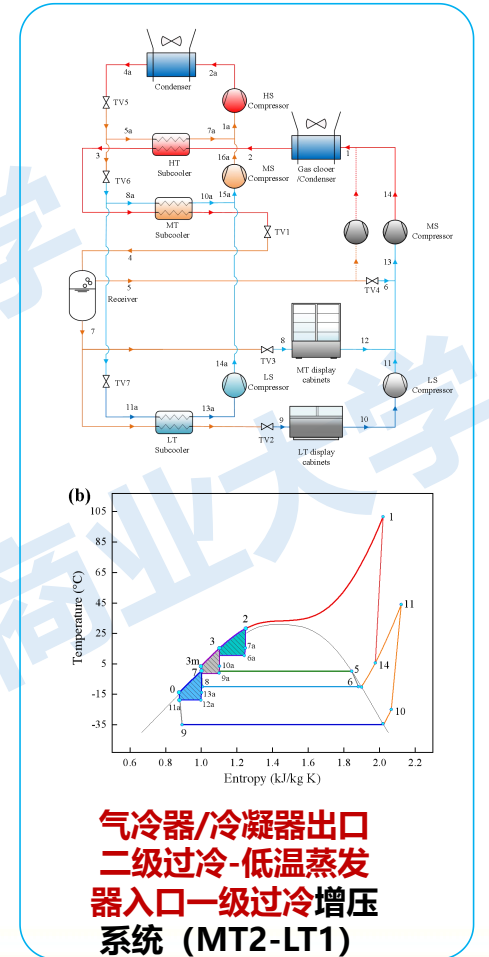 4a
2a
Condenser
HS
Compressor
TV5
1a
5a
7a
3
2
1
HT
Subcooler
Gas clooer
/Condenser
16a
MS
Compressor
TV6
8a
10a
15a
14
MT
Subcooler
TV1
MS
Compressor
4
13
5
Receiver
TV4
6
7
8
12
TV3
MT display
cabinets
14a
11
LS
Compressor
LS
Compressor
TV7
11a
13a
9
10
LT
Subcooler
TV2
LT display
cabinets
(b)
105
85
65
45
25
5
-15
-35
Temperature (°C)
1
11
2
3
7a
6a
3m
7
10a
9a
5
14
0
8
6
13a
11a
12a
10
9
0.6
0.8
1.0
1.2
1.4
1.6
1.8
2.0
2.2
Entropy (kJ/kg K)
气冷器/冷凝器出口
二级过冷-低温蒸发
器入口一级过冷增压
系统（MT2-LT1）
学
商业大学